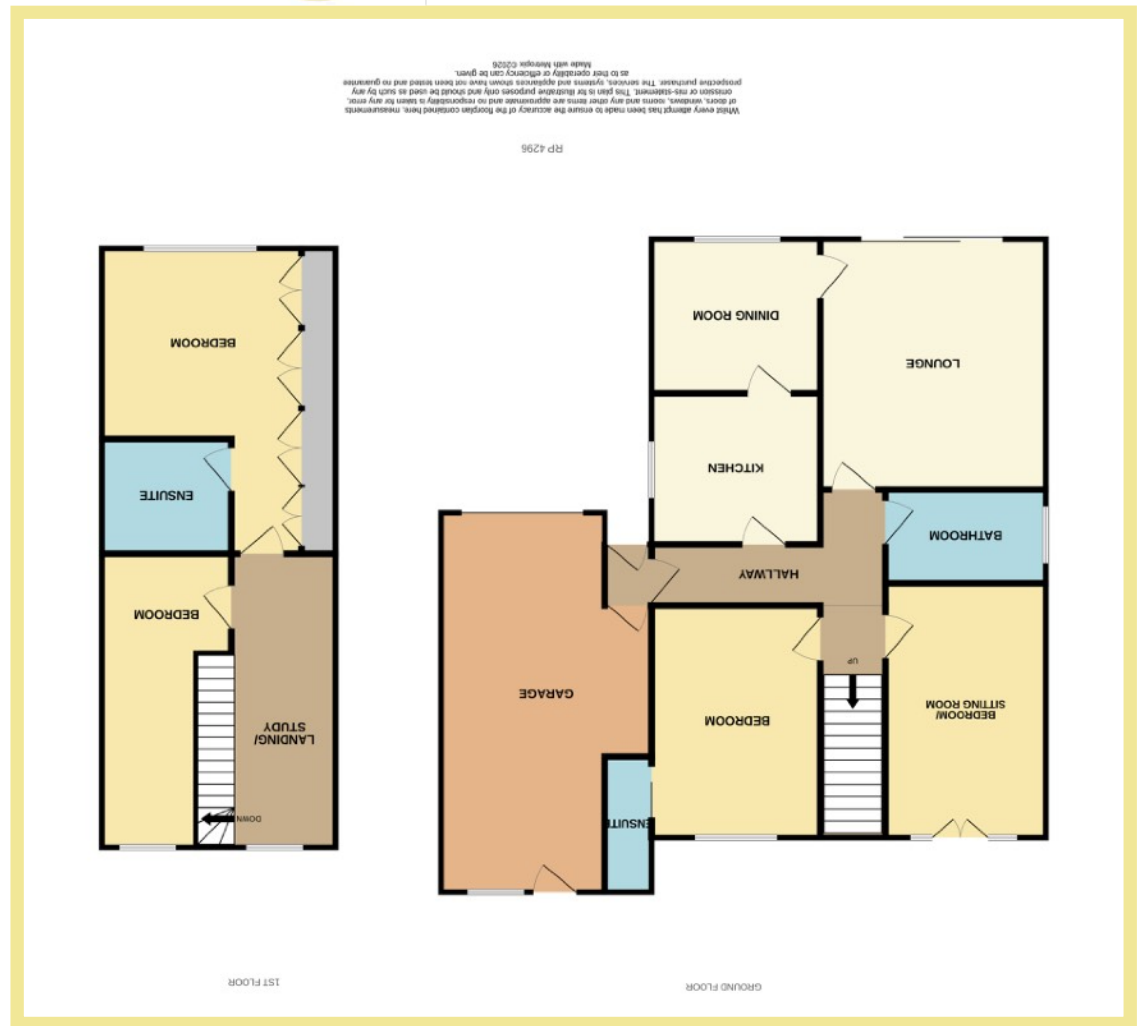 GROUND FLOOR
1ST FLOOR
ENSUITE
BEDROOM
BEDROOM/
SITTING ROOM
GARAGE
UP
HALLWAY
BATHROOM
KITCHEN
LOUNGE
DINING ROOM
DOWN
LANDING/
STUDY
BEDROOM
ENSUITE
BEDROOM
RP 4296
Whilst every attempt has been made to ensure the accuracy of the floorplan contained here, measurements
of doors, windows, rooms and any other items are approximate and no responsibility is taken for any error,
omission or mis-statement. This plan is for illustrative purposes only and should be used as such by any
prospective purchaser. The services, systems and appliances shown have not been tested and no guarantee
as to their operability or efficiency can be given.
Made with Metropix ©2026